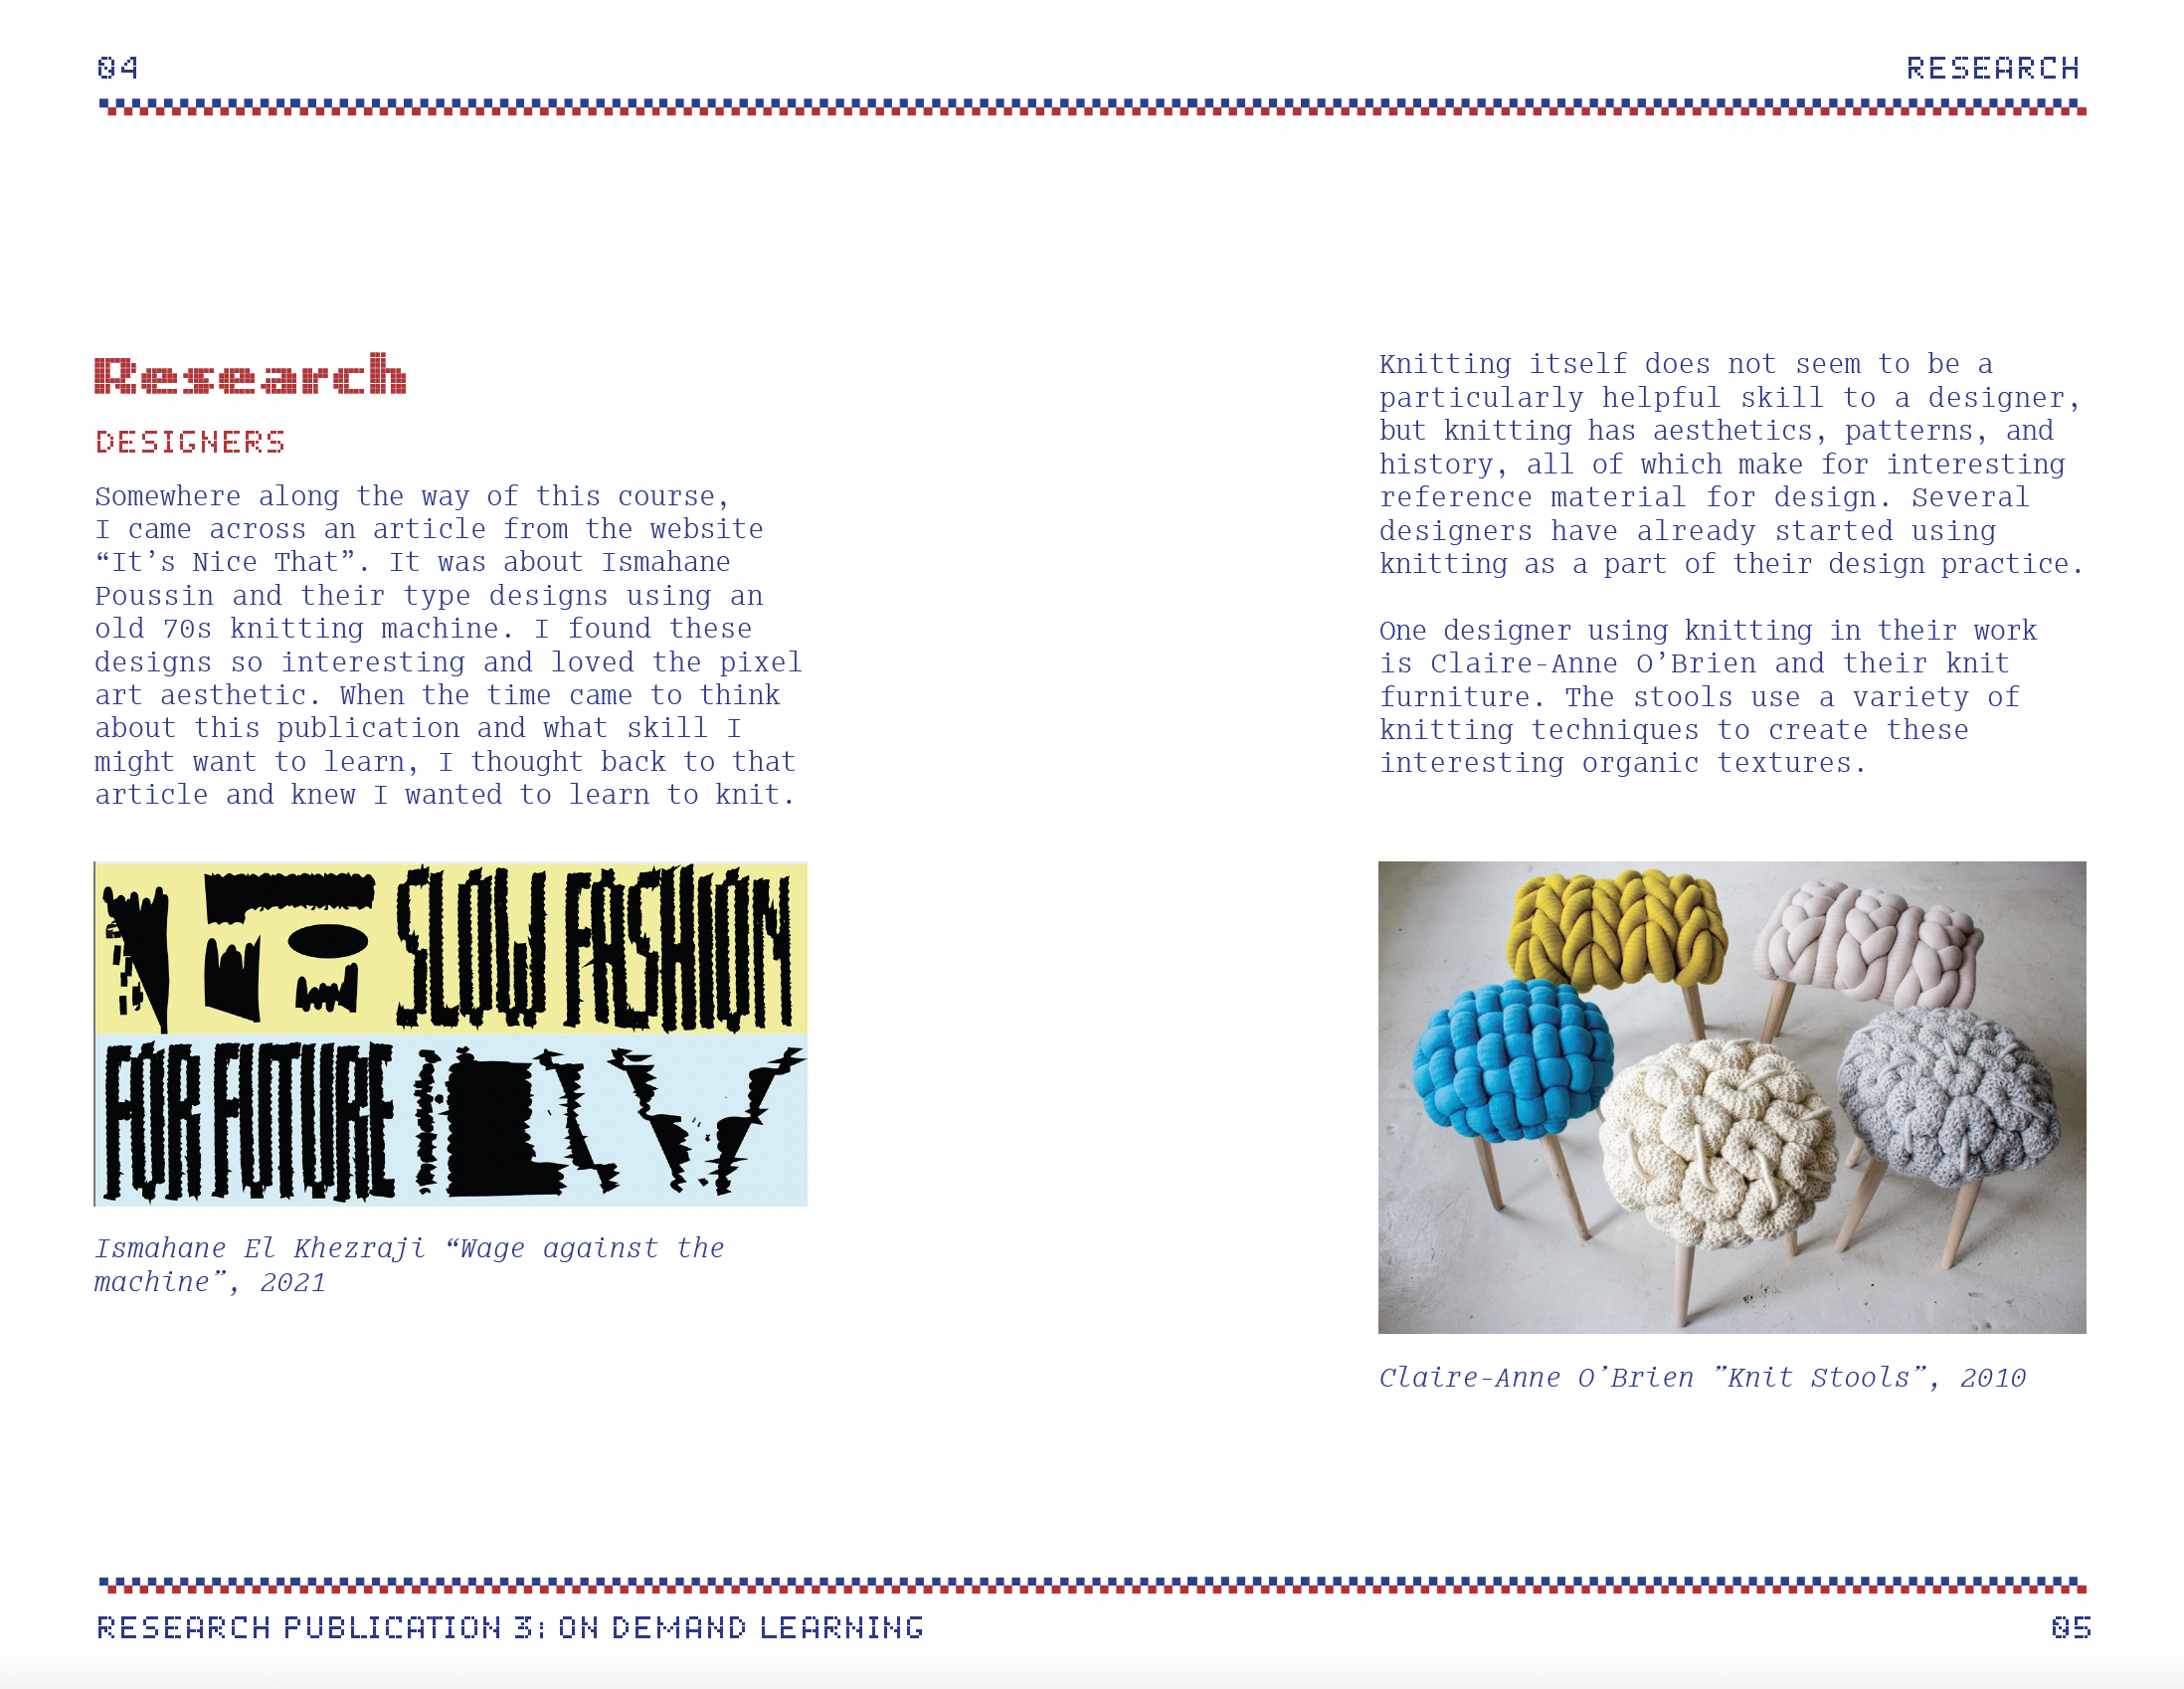 04
RESEARCH
Research
DESIGNERS
Somewhere along the way of this course,
I came across an article from the website
“It’s Nice That”. It was about Ismahane
Poussin and their type designs using an
old 70s knitting machine. I found these
designs so interesting and loved the pixel
art aesthetic. When the time came to think
about this publication and what skill I
might want to learn, I thought back to that
article and knew I wanted to learn to knit.
SLOW FASHION
FOR FUTURE
Ismahane El Khezraji “Wage against the
machine”, 2021
Knitting itself does not seem to be a
particularly helpful skill to a designer,
but knitting has aesthetics, patterns, and
history, all of which make for interesting
reference material for design. Several
designers have already started using
knitting as a part of their design practice.
One designer using knitting in their work
is Claire-Anne O’Brien and their knit
furniture. The stools use a variety of
knitting techniques to create these
interesting organic textures.
Claire-Anne O’Brien ”Knit Stools”, 2010
RESEARCH PUBLICATION 3: ON DEMAND LEARNING
05